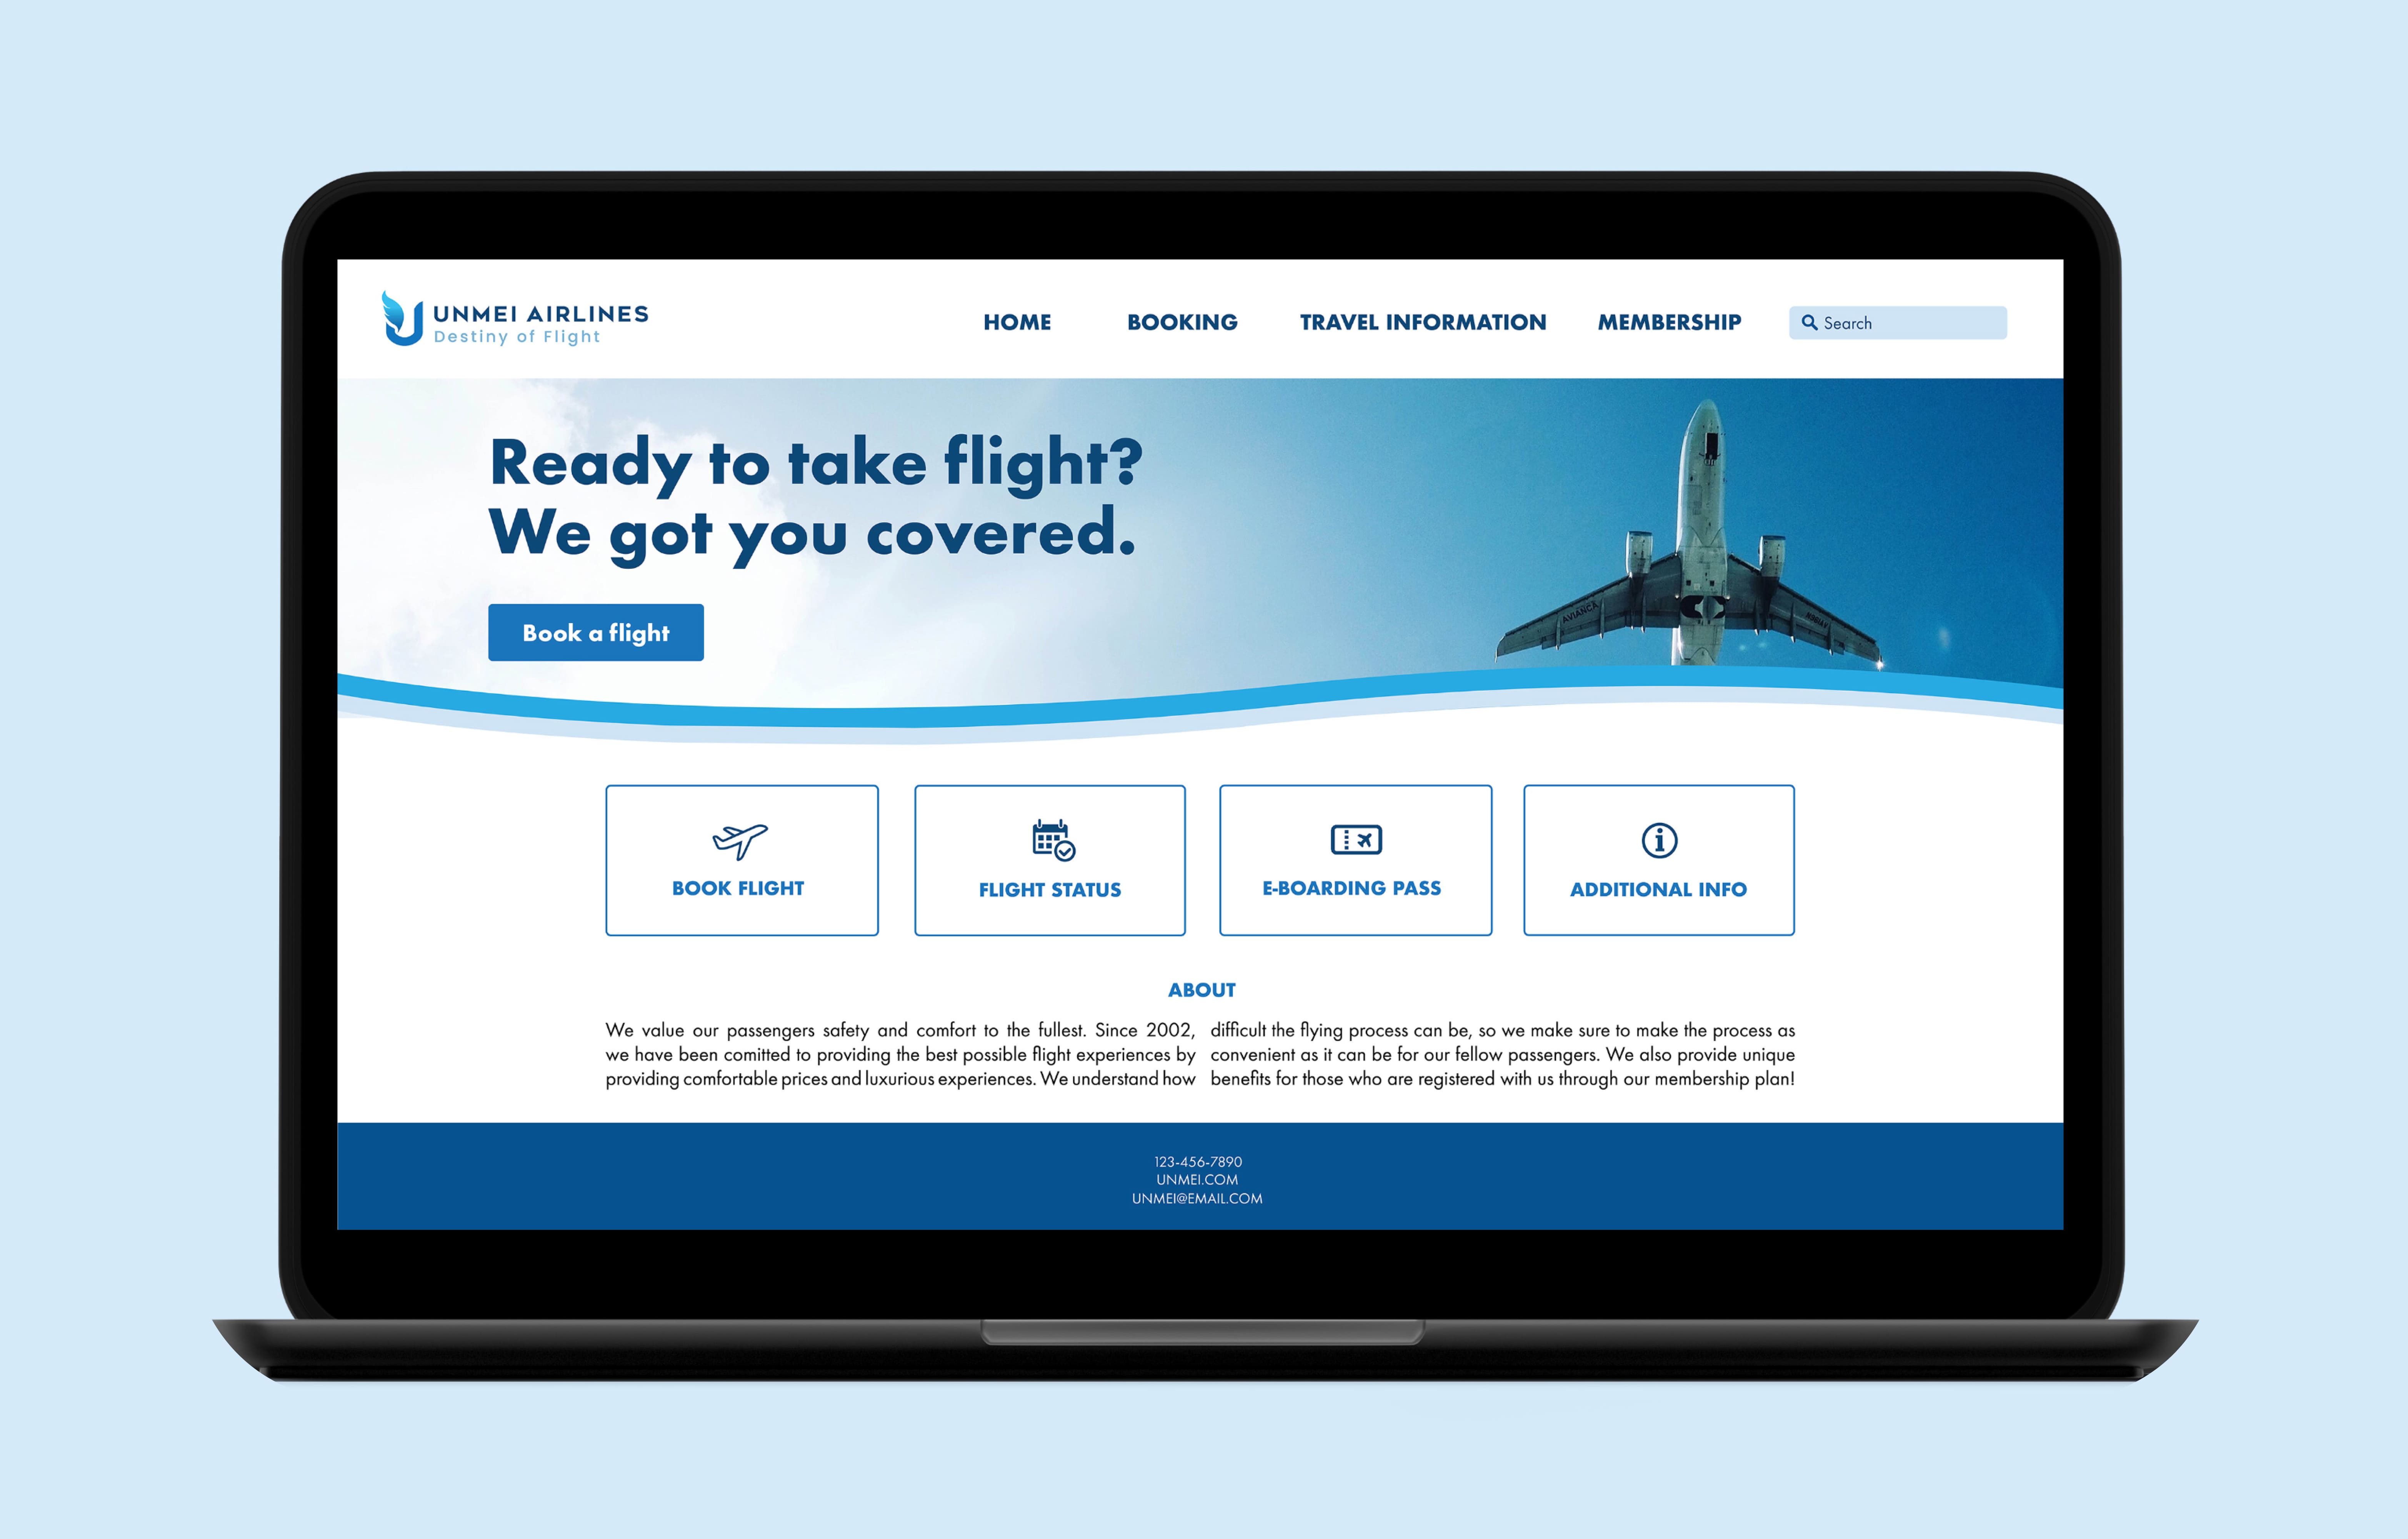 UNMEI AIRLINES
Destiny of Flight
HOME
BOOKING
TRAVEL INFORMATION
MEMBERSHIP
Search
Ready to take flight?
We got you covered.
Book a flight
AVIANCA
BOOK FLIGHT
FLIGHT STATUS
E-BOARDING PASS
ADDITIONAL INFO
ABOUT
We value our passengers safety and comfort to the fullest. Since 2002,
we have been comitted to providing the best possible flight experiences by
providing comfortable prices and luxurious experiences. We understand how
difficult the flying process can be, so we make sure to make the process as
convenient as it can be for our fellow passengers. We also provide unique
benefits for those who are registered with us through our membership plan!
123-456-7890
UNMEI.COM
UNMEI@EMAIL.COM